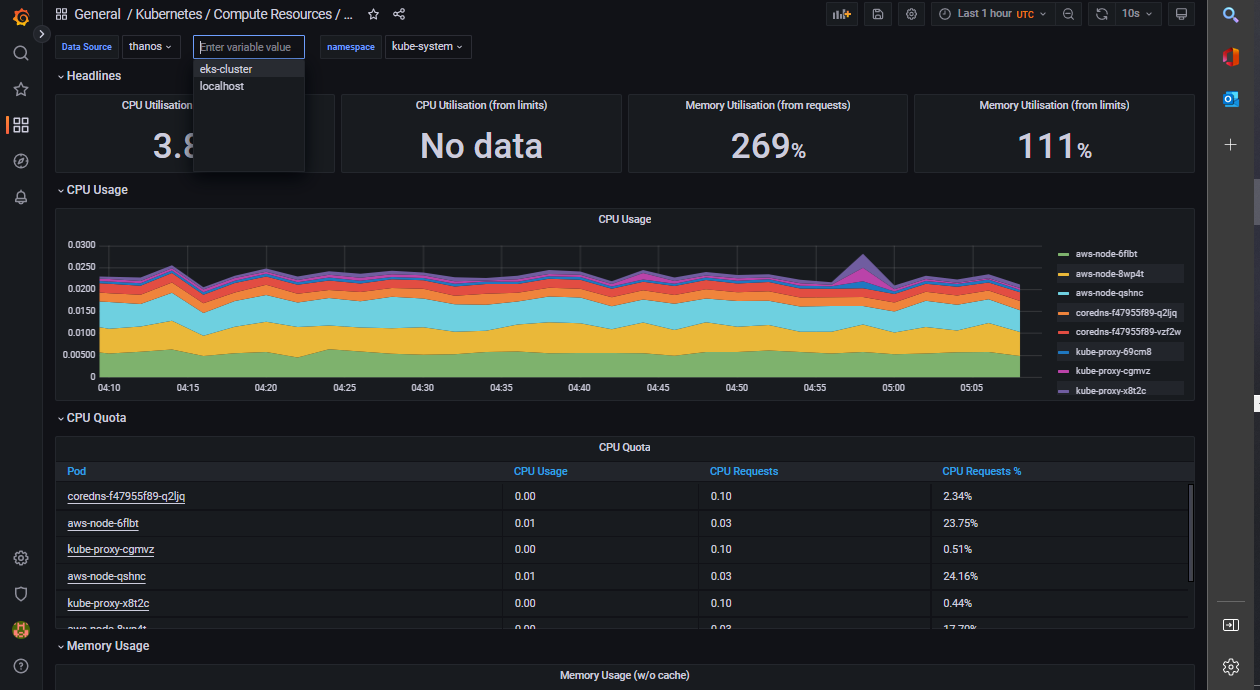 General / Kubernetes / Compute Resources / ...
Last 1 hour UTC
10s
Data Source thanos Enter variable value namespace kube-system
eks-cluster
localhost
Headlines
CPU Utilisation
3.8
CPU Utilisation (from limits)
No data
Memory Utilisation (from requests)
269%
Memory Utilisation (from limits)
111%
CPU Usage
CPU Usage
0.0300
0.0250
0.0200
0.0150
0.0100
0.00500
0
04:10 04:15 04:20 04:25 04:30 04:35 04:40 04:45 04:50 04:55 05:00 05:05
aws-node-6flbt
aws-node-8wp4t
aws-node-qshnc
coredns-f47955f89-q2ljq
coredns-f47955f89-vzf2w
kube-proxy-69cm8
kube-proxy-cgmvz
kube-proxy-x8t2c
CPU Quota
CPU Quota
Pod CPU Usage CPU Requests CPU Requests %
coredns-f47955f89-q2ljq 0.00 0.10 2.34%
aws-node-6flbt 0.01 0.03 23.75%
kube-proxy-cgmvz 0.00 0.10 0.51%
aws-node-qshnc 0.01 0.03 24.16%
kube-proxy-x8t2c 0.00 0.10 0.44%
aws-node-8wp4t 0.00 0.03 17.79%
Memory Usage
Memory Usage (w/o cache)